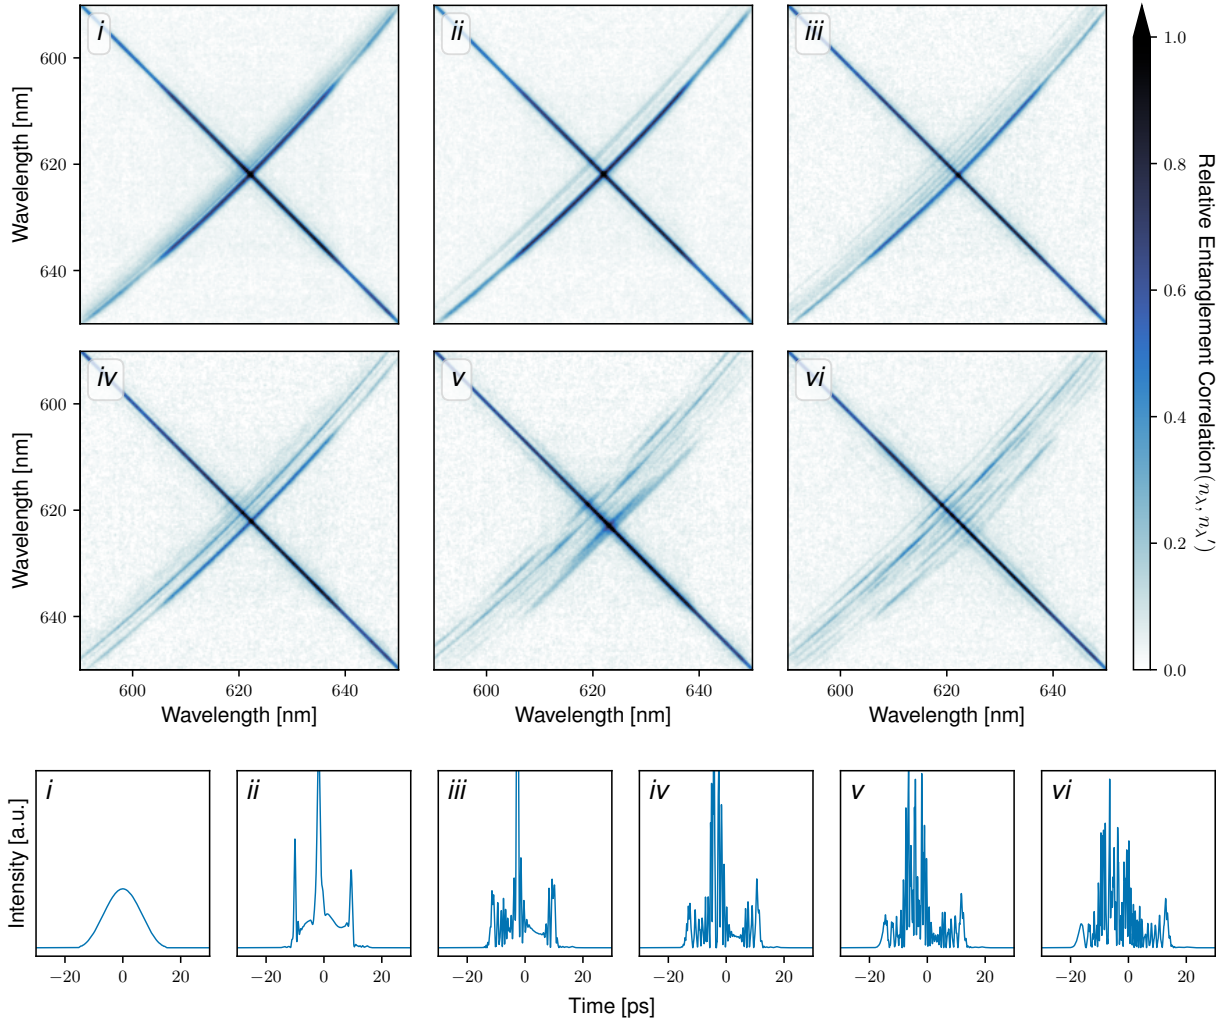 i
ii
iii
Wavelength [nm]
600
620
640
iv
v
vi
Wavelength [nm]
600
620
640
600
620
640
600
620
640
600
620
640
Wavelength [nm]
Wavelength [nm]
Wavelength [nm]
1.0
0.8
0.6
0.4
0.2
0.0
Relative Entanglement Correlation(n_λ, n_λ′)
i
ii
iii
iv
v
vi
Intensity [a.u.]
−20
0
20
−20
0
20
−20
0
20
−20
0
20
−20
0
20
−20
0
20
Time [ps]